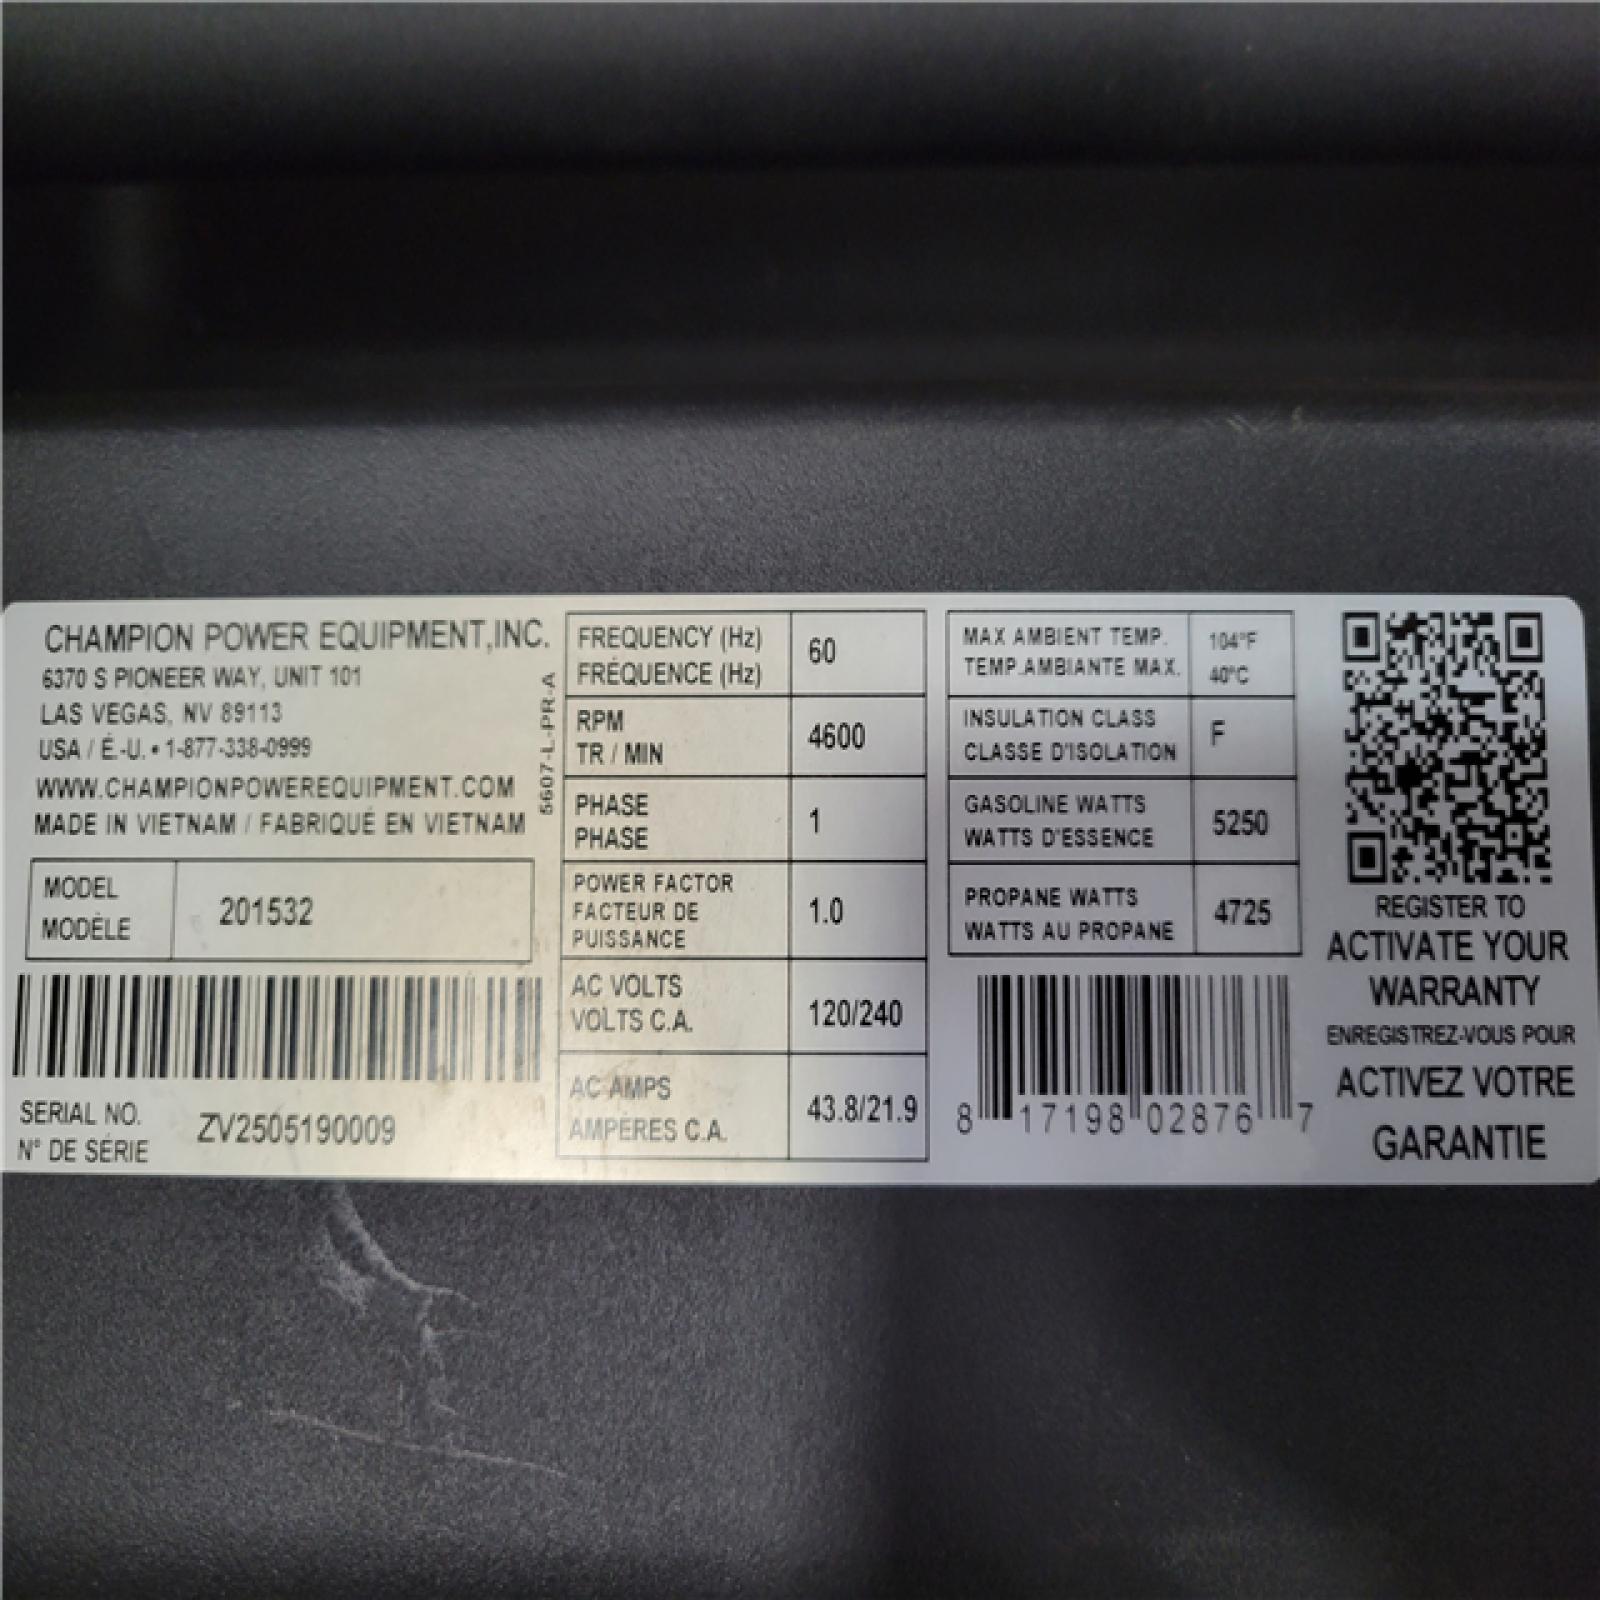 CHAMPION POWER EQUIPMENT,INC.
6370 S PIONEER WAY, UNIT 101
LAS VEGAS, NV 89113
USA / É.-U. • 1-877-338-0999
WWW.CHAMPIONPOWEREQUIPMENT.COM
MADE IN VIETNAM / FABRIQUÉ EN VIETNAM
5607-L-PR-A
MODEL
MODÈLE
201532
SERIAL NO.
N° DE SÉRIE
ZV2505190009
FREQUENCY (Hz)
FRÉQUENCE (Hz)
60
RPM
TR / MIN
4600
PHASE
PHASE
1
POWER FACTOR
FACTEUR DE
PUISSANCE
1.0
AC VOLTS
VOLTS C.A.
120/240
AC AMPS
AMPERES C.A.
43.8/21.9
MAX AMBIENT TEMP.
TEMP.AMBIANTE MAX.
104°F
40°C
INSULATION CLASS
CLASSE D'ISOLATION
F
GASOLINE WATTS
WATTS D'ESSENCE
5250
PROPANE WATTS
WATTS AU PROPANE
4725
8 17198 02876 7
REGISTER TO
ACTIVATE YOUR
WARRANTY
ENREGISTREZ-VOUS POUR
ACTIVEZ VOTRE
GARANTIE